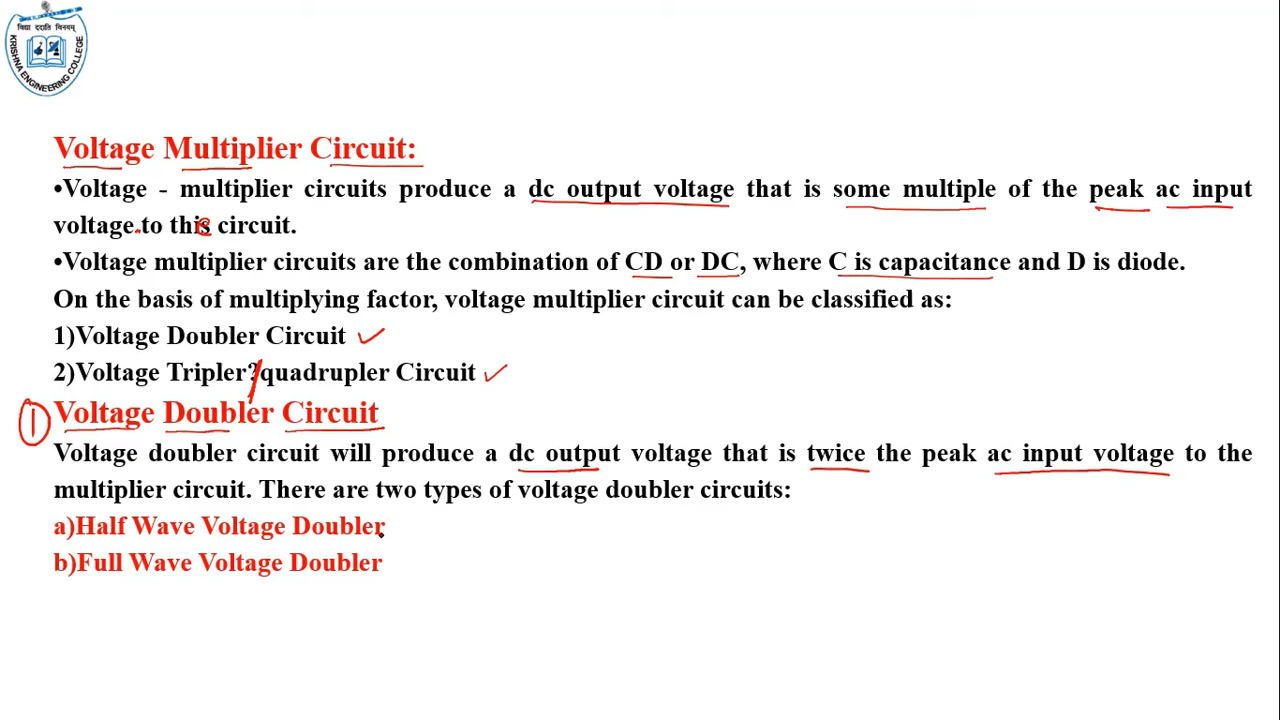 विद्या ददाति विनयम्
KRISHNA ENGINEERING COLLEGE
Voltage Multiplier Circuit:
•Voltage - multiplier circuits produce a dc output voltage that is some multiple of the peak ac input
voltage.to this circuit.
•Voltage multiplier circuits are the combination of CD or DC, where C is capacitance and D is diode.
On the basis of multiplying factor, voltage multiplier circuit can be classified as:
1)Voltage Doubler Circuit
2)Voltage Tripler?quadrupler Circuit
1 Voltage Doubler Circuit
Voltage doubler circuit will produce a dc output voltage that is twice the peak ac input voltage to the
multiplier circuit. There are two types of voltage doubler circuits:
a)Half Wave Voltage Doubler
b)Full Wave Voltage Doubler